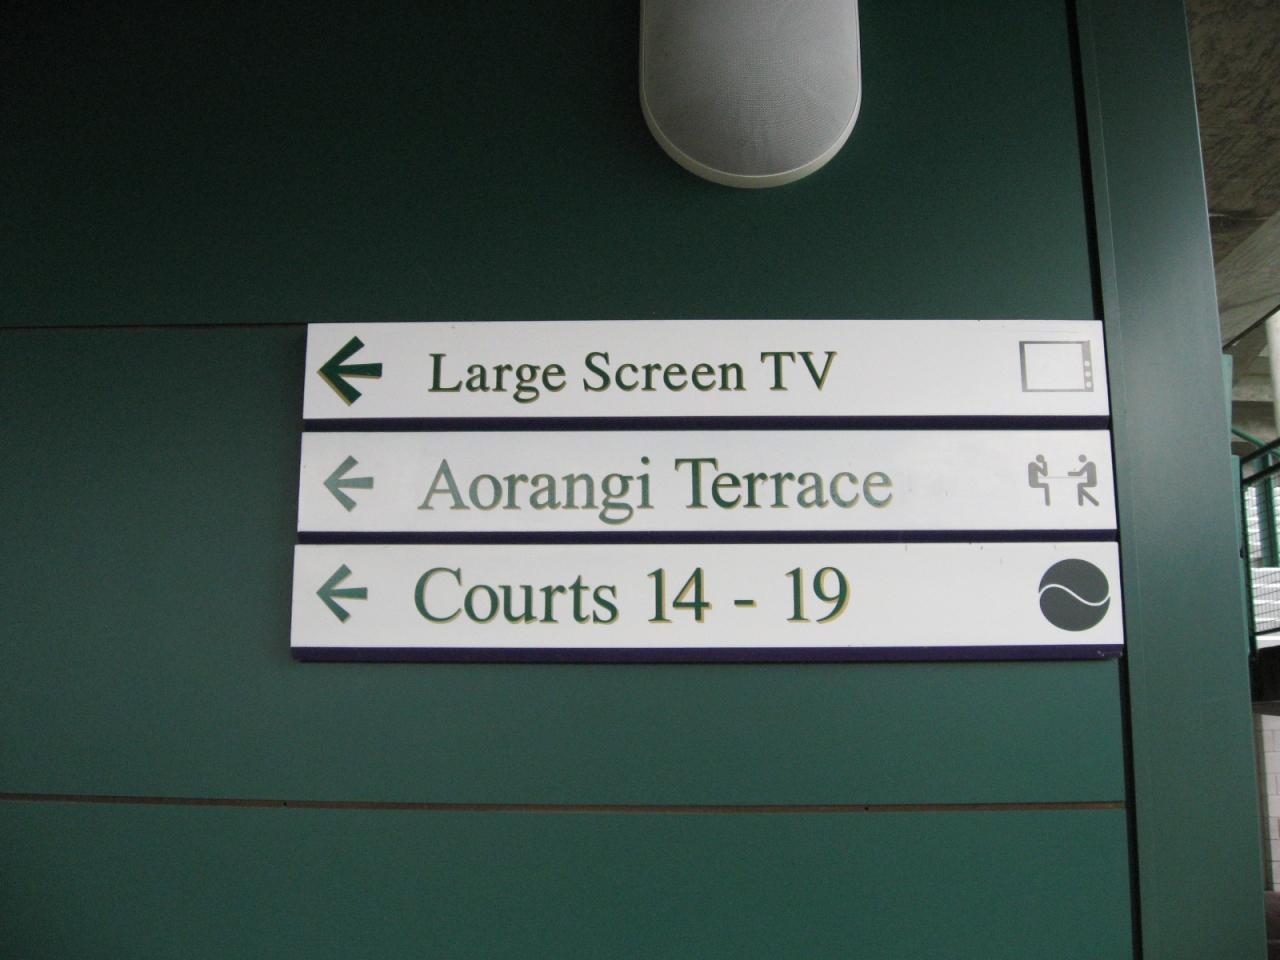 Large Screen TV
Aorangi Terrace
Courts 14 - 19